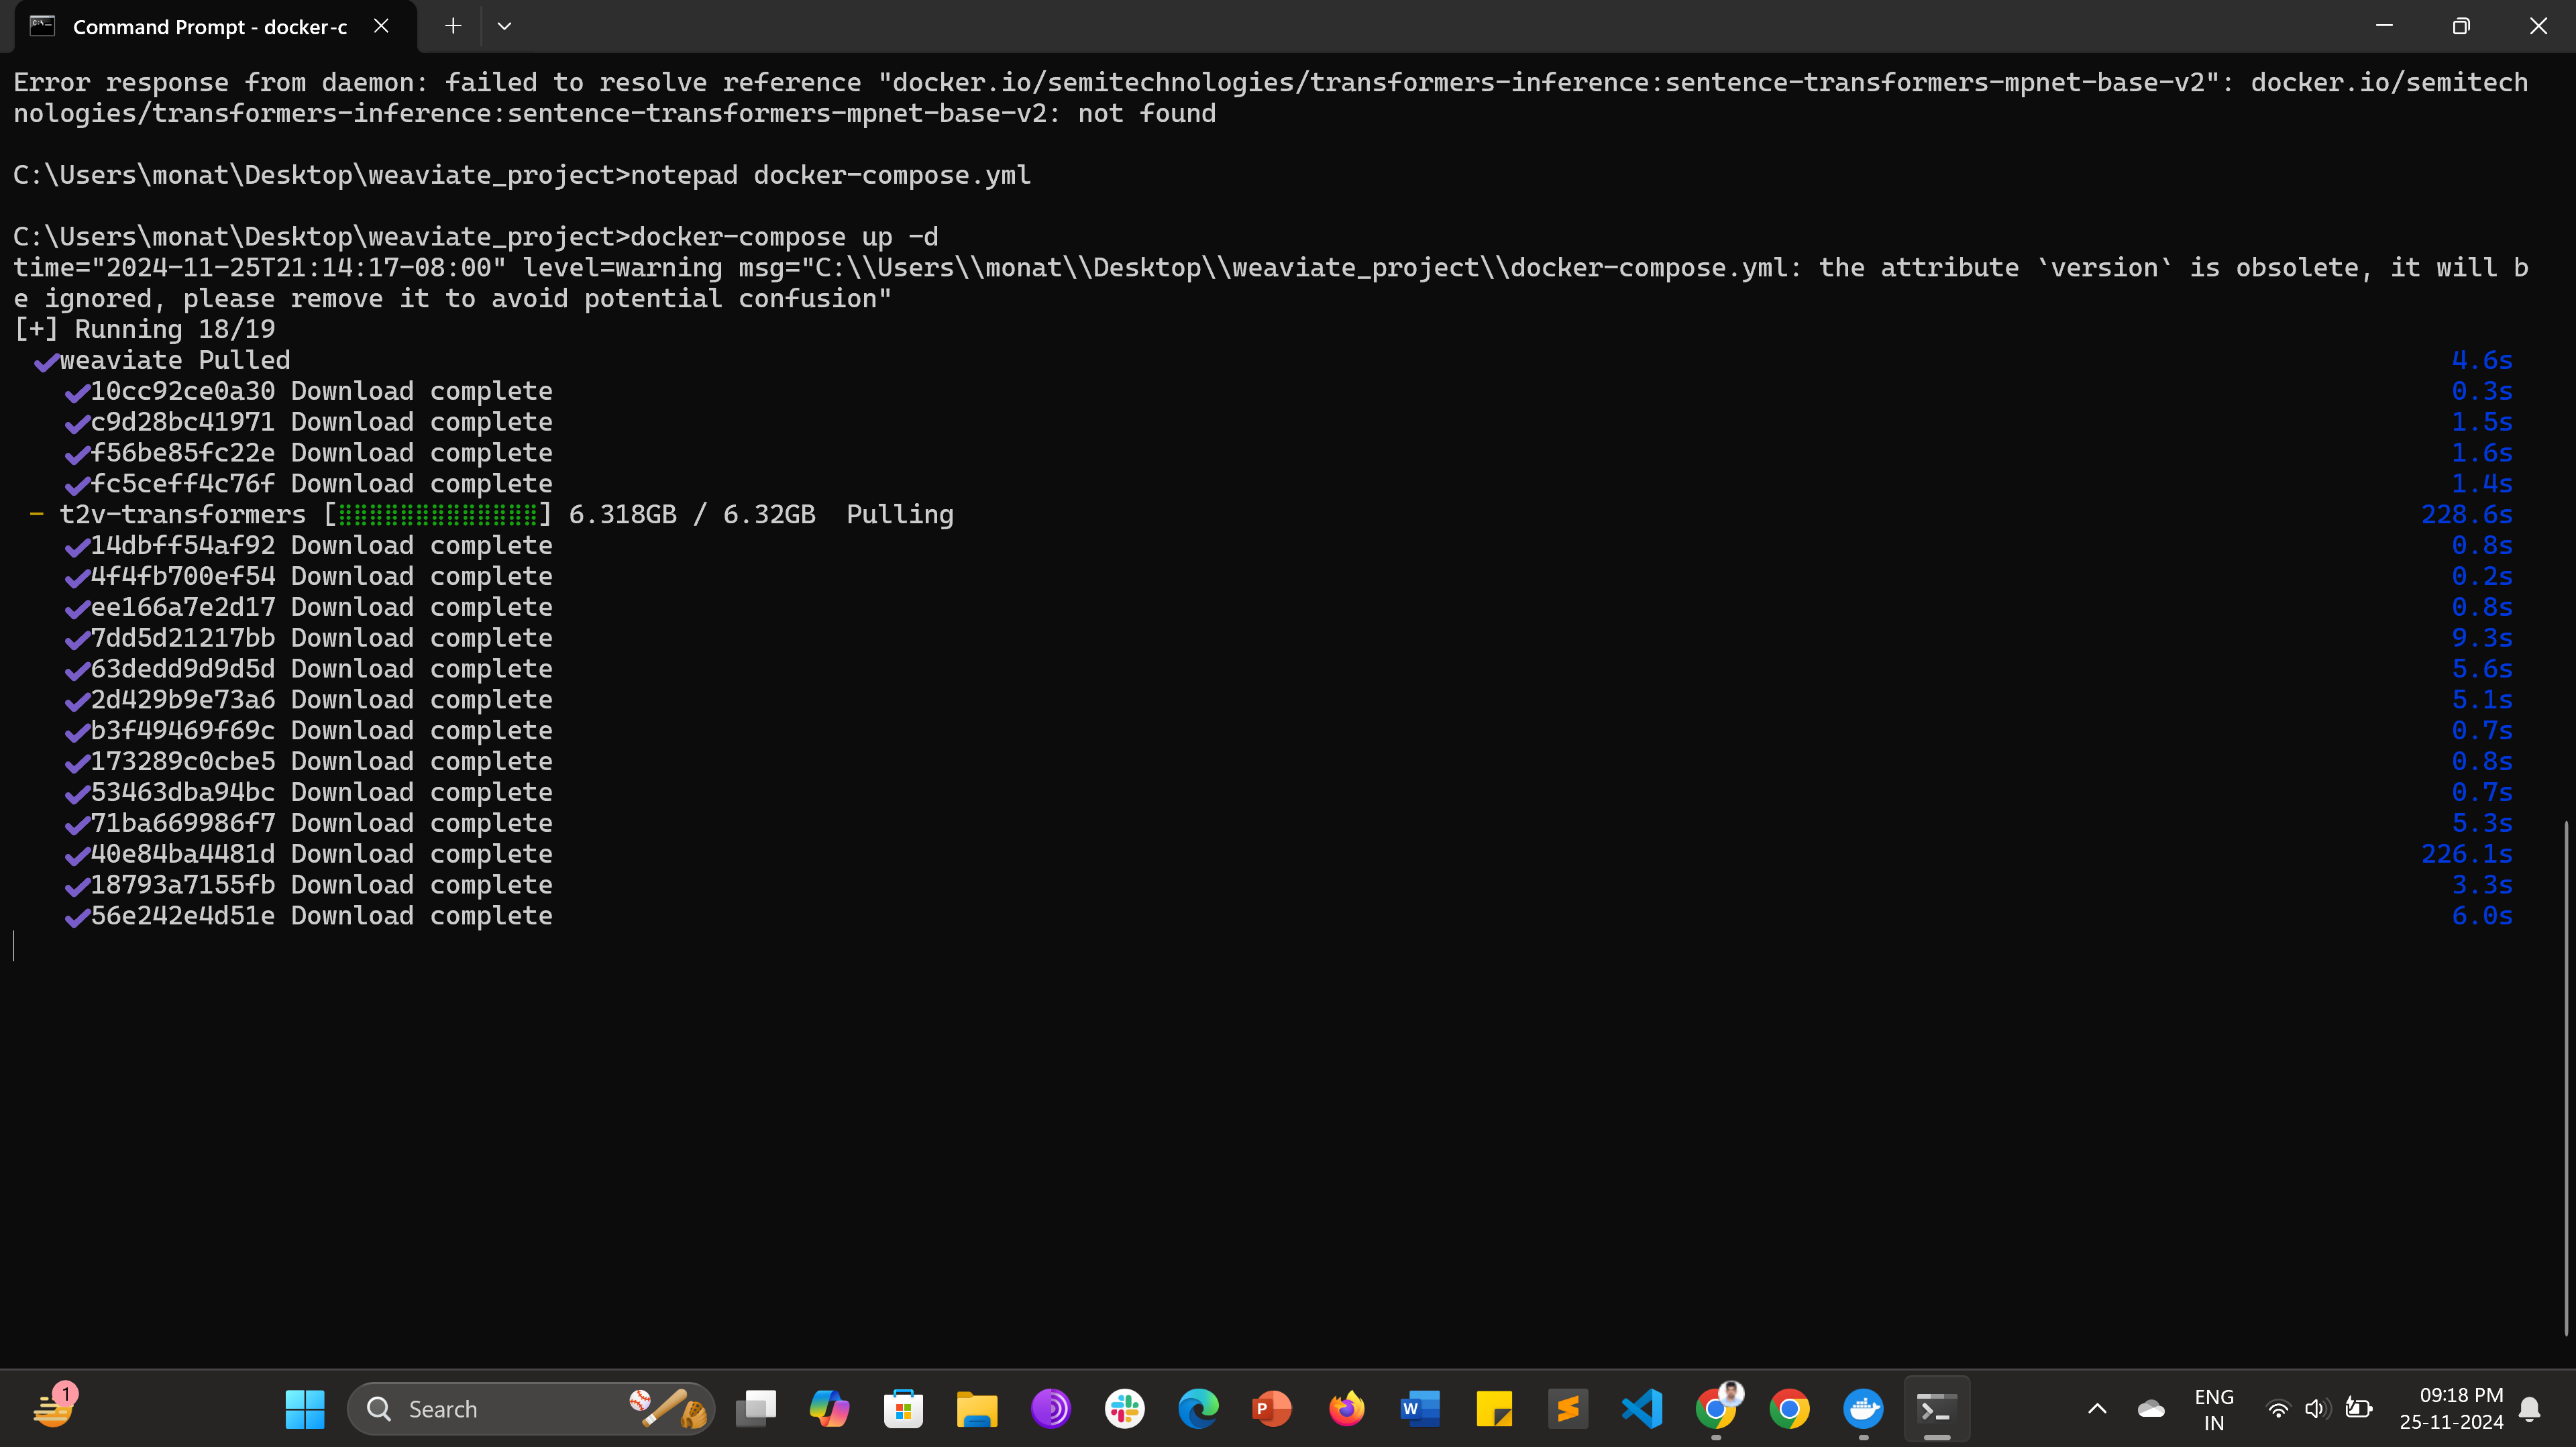 Command Prompt - docker-c
Error response from daemon: failed to resolve reference "docker.io/semitechnologies/transformers-inference:sentence-transformers-mpnet-base-v2": docker.io/semitech
nologies/transformers-inference:sentence-transformers-mpnet-base-v2: not found
C:\Users\monat\Desktop\weaviate_project>notepad docker-compose.yml
C:\Users\monat\Desktop\weaviate_project>docker-compose up -d
time="2024-11-25T21:14:17-08:00" level=warning msg="C:\\Users\\monat\\Desktop\\weaviate_project\\docker-compose.yml: the attribute `version` is obsolete, it will b
e ignored, please remove it to avoid potential confusion"
[+] Running 18/19
weaviate Pulled 4.6s
10cc92ce0a30 Download complete 0.3s
c9d28bc41971 Download complete 1.5s
f56be85fc22e Download complete 1.6s
fc5ceff4c76f Download complete 1.4s
- t2v-transformers [⣿⣿⣿⣿⣿⣿⣿⣿⣿⣿⣿⣿⣿] 6.318GB / 6.32GB Pulling 228.6s
14dbff54af92 Download complete 0.8s
4f4fb700ef54 Download complete 0.2s
ee166a7e2d17 Download complete 0.8s
7dd5d21217bb Download complete 9.3s
63dedd9d9d5d Download complete 5.6s
2d429b9e73a6 Download complete 5.1s
b3f49469f69c Download complete 0.7s
173289c0cbe5 Download complete 0.8s
53463dba94bc Download complete 0.7s
71ba669986f7 Download complete 5.3s
40e84ba4481d Download complete 226.1s
18793a7155fb Download complete 3.3s
56e242e4d51e Download complete 6.0s
1
Search
ENG
IN
09:18 PM
25-11-2024